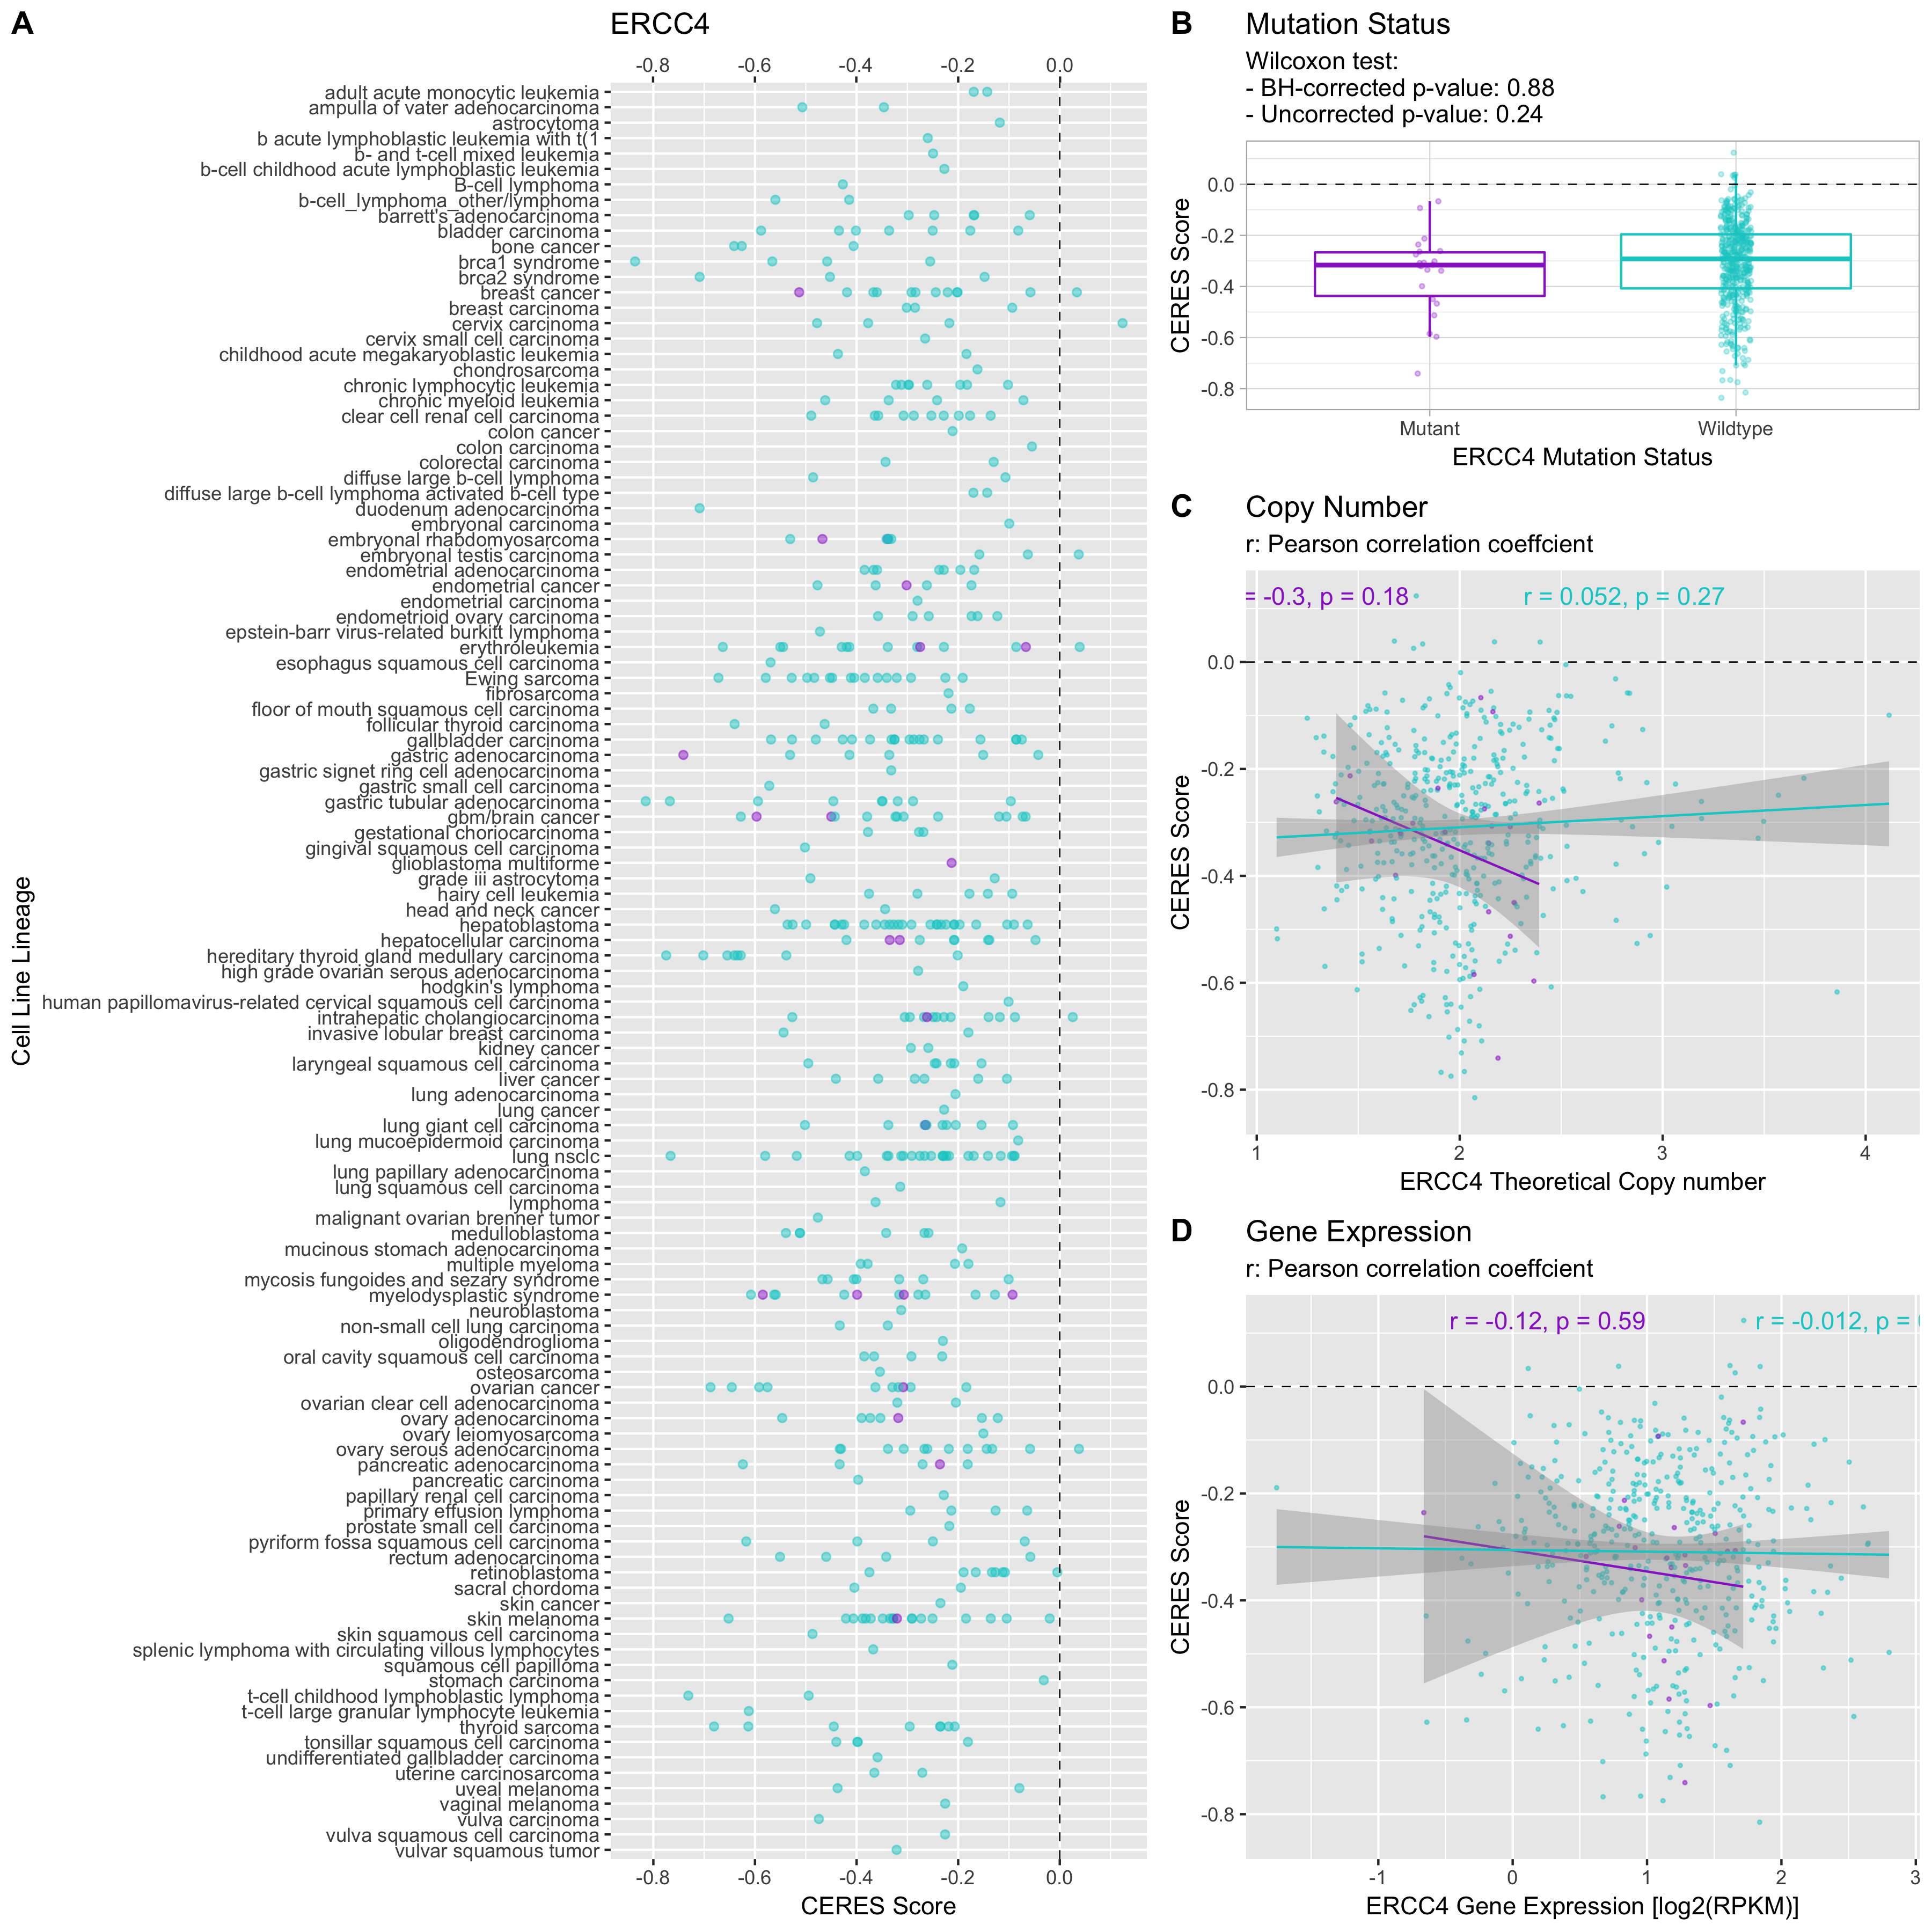 A
ERCC4
-0.8 -0.6 -0.4 -0.2 0.0
Cell Line Lineage
adult acute monocytic leukemia
ampulla of vater adenocarcinoma
astrocytoma
b acute lymphoblastic leukemia with t(1
b- and t-cell mixed leukemia
b-cell childhood acute lymphoblastic leukemia
B-cell lymphoma
b-cell_lymphoma_other/lymphoma
barrett's adenocarcinoma
bladder carcinoma
bone cancer
brca1 syndrome
brca2 syndrome
breast cancer
breast carcinoma
cervix carcinoma
cervix small cell carcinoma
childhood acute megakaryoblastic leukemia
chondrosarcoma
chronic lymphocytic leukemia
chronic myeloid leukemia
clear cell renal cell carcinoma
colon cancer
colon carcinoma
colorectal carcinoma
diffuse large b-cell lymphoma
diffuse large b-cell lymphoma activated b-cell type
duodenum adenocarcinoma
embryonal carcinoma
embryonal rhabdomyosarcoma
embryonal testis carcinoma
endometrial adenocarcinoma
endometrial cancer
endometrial carcinoma
endometrioid ovary carcinoma
epstein-barr virus-related burkitt lymphoma
erythroleukemia
esophagus squamous cell carcinoma
Ewing sarcoma
fibrosarcoma
floor of mouth squamous cell carcinoma
follicular thyroid carcinoma
gallbladder carcinoma
gastric adenocarcinoma
gastric signet ring cell adenocarcinoma
gastric small cell carcinoma
gastric tubular adenocarcinoma
gbm/brain cancer
gestational choriocarcinoma
gingival squamous cell carcinoma
glioblastoma multiforme
grade iii astrocytoma
hairy cell leukemia
head and neck cancer
hepatoblastoma
hepatocellular carcinoma
hereditary thyroid gland medullary carcinoma
high grade ovarian serous adenocarcinoma
hodgkin's lymphoma
human papillomavirus-related cervical squamous cell carcinoma
intrahepatic cholangiocarcinoma
invasive lobular breast carcinoma
kidney cancer
laryngeal squamous cell carcinoma
liver cancer
lung adenocarcinoma
lung cancer
lung giant cell carcinoma
lung mucoepidermoid carcinoma
lung nsclc
lung papillary adenocarcinoma
lung squamous cell carcinoma
lymphoma
malignant ovarian brenner tumor
medulloblastoma
mucinous stomach adenocarcinoma
multiple myeloma
mycosis fungoides and sezary syndrome
myelodysplastic syndrome
neuroblastoma
non-small cell lung carcinoma
oligodendroglioma
oral cavity squamous cell carcinoma
osteosarcoma
ovarian cancer
ovarian clear cell adenocarcinoma
ovary adenocarcinoma
ovary leiomyosarcoma
ovary serous adenocarcinoma
pancreatic adenocarcinoma
pancreatic carcinoma
papillary renal cell carcinoma
primary effusion lymphoma
prostate small cell carcinoma
pyriform fossa squamous cell carcinoma
rectum adenocarcinoma
retinoblastoma
sacral chordoma
skin cancer
skin melanoma
skin squamous cell carcinoma
splenic lymphoma with circulating villous lymphocytes
squamous cell papilloma
stomach carcinoma
t-cell childhood lymphoblastic lymphoma
t-cell large granular lymphocyte leukemia
thyroid sarcoma
tonsillar squamous cell carcinoma
undifferentiated gallbladder carcinoma
uterine carcinosarcoma
uveal melanoma
vaginal melanoma
vulva carcinoma
vulva squamous cell carcinoma
vulvar squamous tumor
-0.8 -0.6 -0.4 -0.2 0.0
CERES Score
B
Mutation Status
Wilcoxon test:
- BH-corrected p-value: 0.88
- Uncorrected p-value: 0.24
CERES Score
0.0
-0.2
-0.4
-0.6
-0.8
Mutant Wildtype
ERCC4 Mutation Status
C
Copy Number
r: Pearson correlation coeffcient
= -0.3, p = 0.18 r = 0.052, p = 0.27
CERES Score
0.0
-0.2
-0.4
-0.6
-0.8
1 2 3 4
ERCC4 Theoretical Copy number
D
Gene Expression
r: Pearson correlation coeffcient
r = -0.12, p = 0.59 r = -0.012, p =
CERES Score
0.0
-0.2
-0.4
-0.6
-0.8
-1 0 1 2 3
ERCC4 Gene Expression [log2(RPKM)]